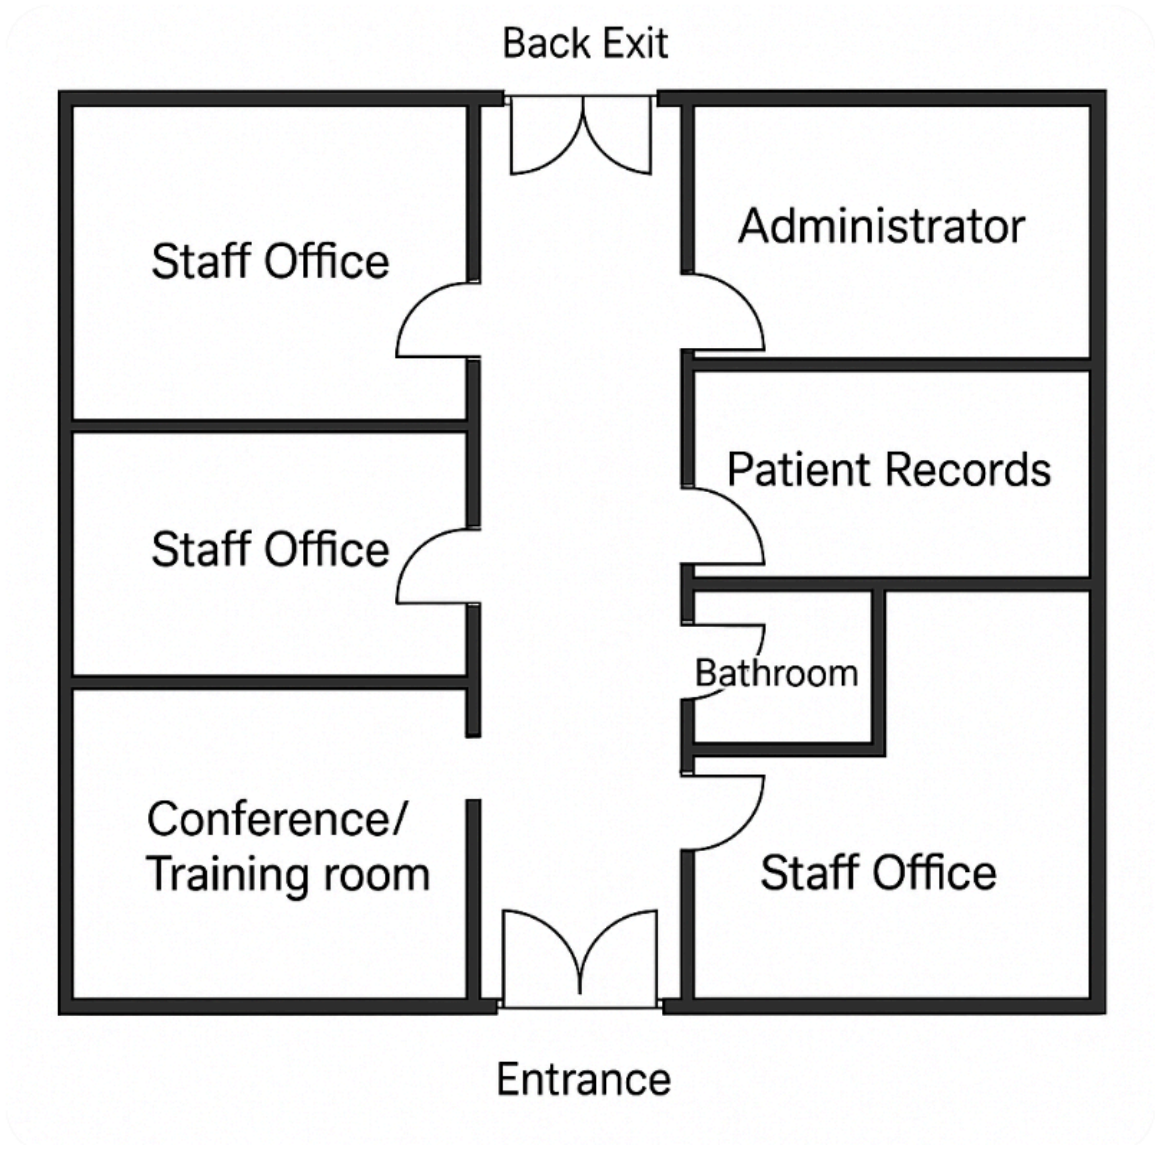 Back Exit
Staff Office
Administrator
Patient Records
Staff Office
Bathroom
Conference/
Training room
Staff Office
Entrance